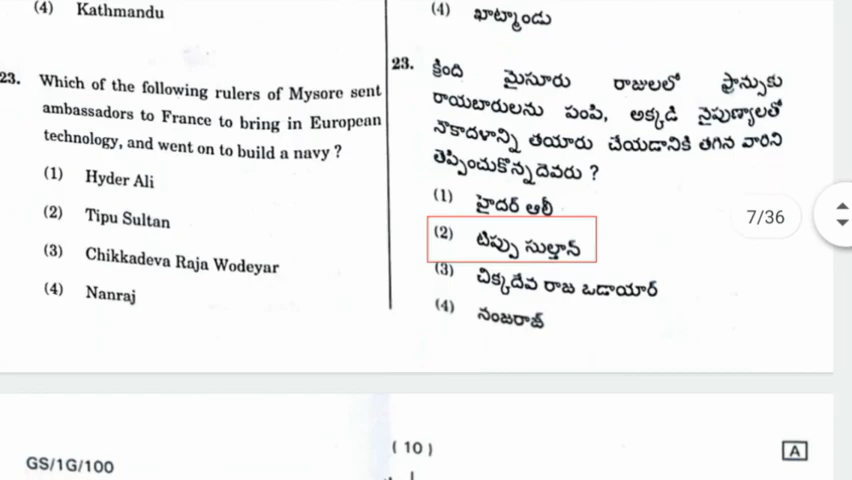 (4) Kathmandu
23. Which of the following rulers of Mysore sent
ambassadors to France to bring in European
technology, and went on to build a navy ?
(1) Hyder Ali
(2) Tipu Sultan
(3) Chikkadeva Raja Wodeyar
(4) Nanraj
(4) ఖాట్మాండు
23. క్రింది మైసూరు రాజులలో ఫ్రాన్సుకు
రాయబారులను పంపి, అక్కడి నైపుణ్యాలతో
నౌకాదళాన్ని తయారు చేయడానికి తగిన వారిని
తెప్పించుకొన్నదెవరు ?
(1) హైదర్ ఆలీ
(2) టిప్పు సుల్తాన్
(3) చిక్కదేవ రాజ ఒడాయార్
(4) నంజరాజ్
7/36
GS/1G/100
( 10 )
A